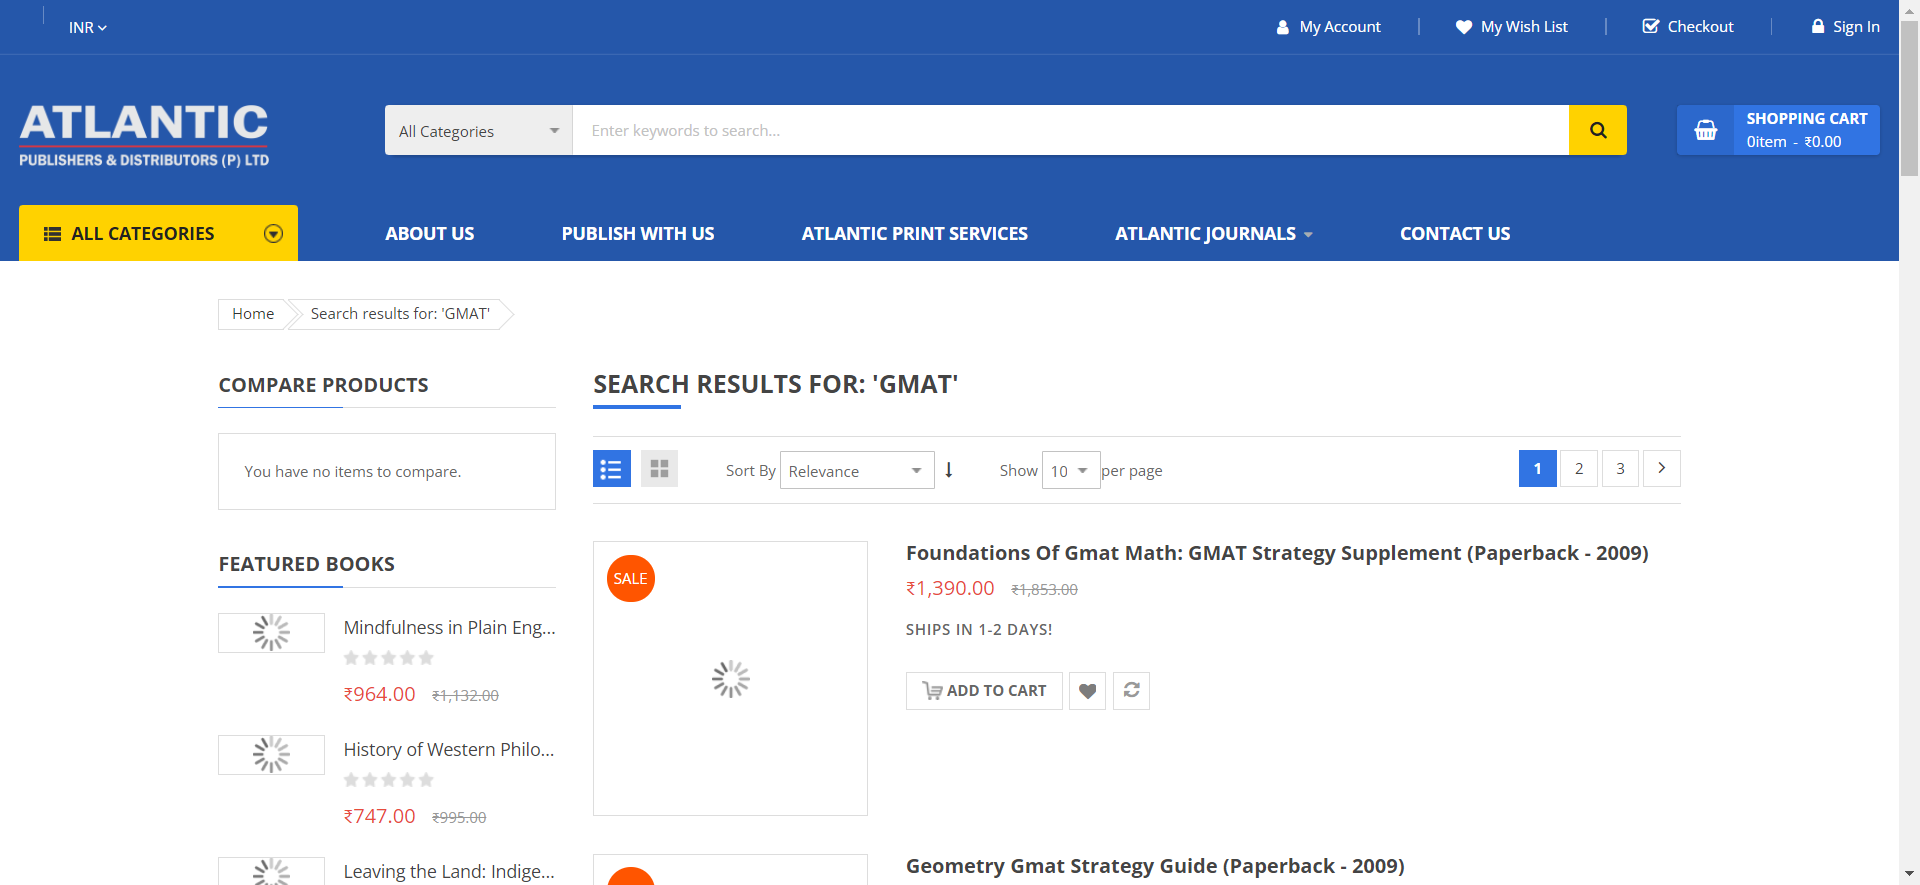 INR
My Account
My Wish List
Checkout
Sign In
ATLANTIC
PUBLISHERS & DISTRIBUTORS (P) LTD
All Categories
Enter keywords to search...
SHOPPING CART
0item - ₹0.00
ALL CATEGORIES
ABOUT US
PUBLISH WITH US
ATLANTIC PRINT SERVICES
ATLANTIC JOURNALS
CONTACT US
Home
Search results for: 'GMAT'
COMPARE PRODUCTS
You have no items to compare.
FEATURED BOOKS
Mindfulness in Plain Eng...
₹964.00 ₹1,132.00
History of Western Philo...
₹747.00 ₹995.00
Leaving the Land: Indige...
SEARCH RESULTS FOR: 'GMAT'
Sort By Relevance
Show 10 per page
1 2 3
SALE
Foundations Of Gmat Math: GMAT Strategy Supplement (Paperback - 2009)
₹1,390.00 ₹1,853.00
SHIPS IN 1-2 DAYS!
ADD TO CART
Geometry Gmat Strategy Guide (Paperback - 2009)